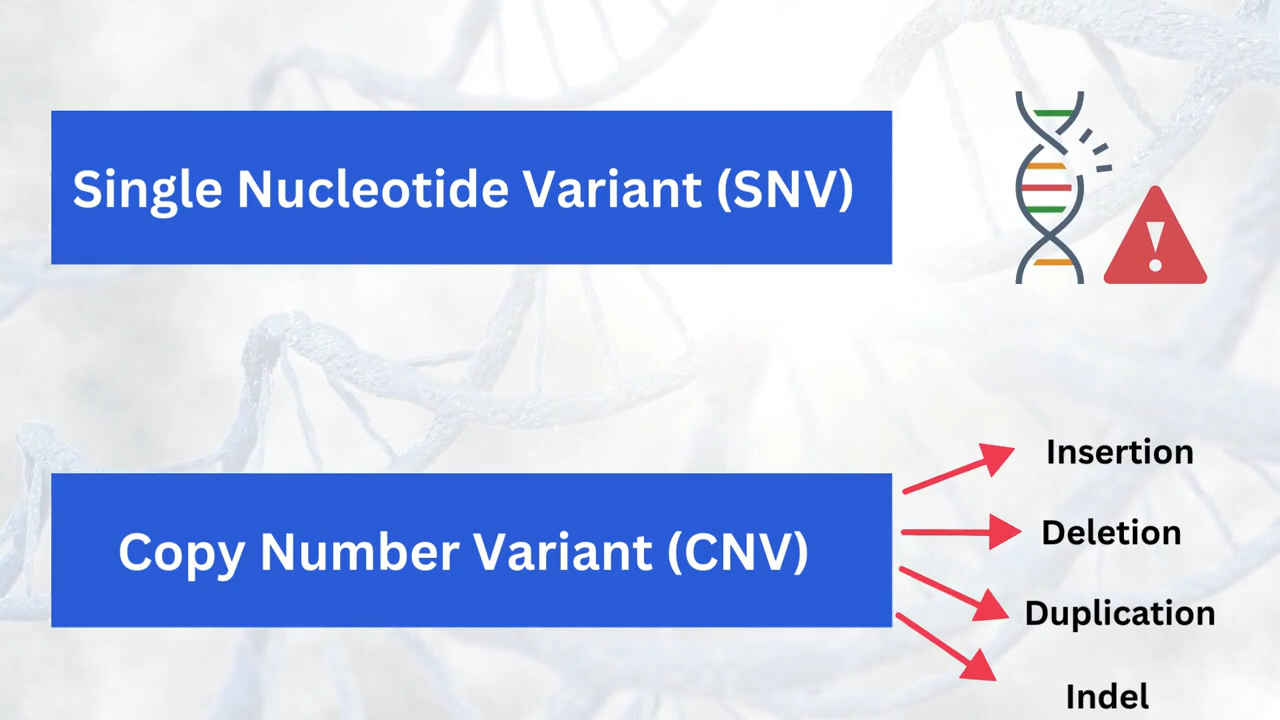 Single Nucleotide Variant (SNV)
Copy Number Variant (CNV)
Insertion
Deletion
Duplication
Indel